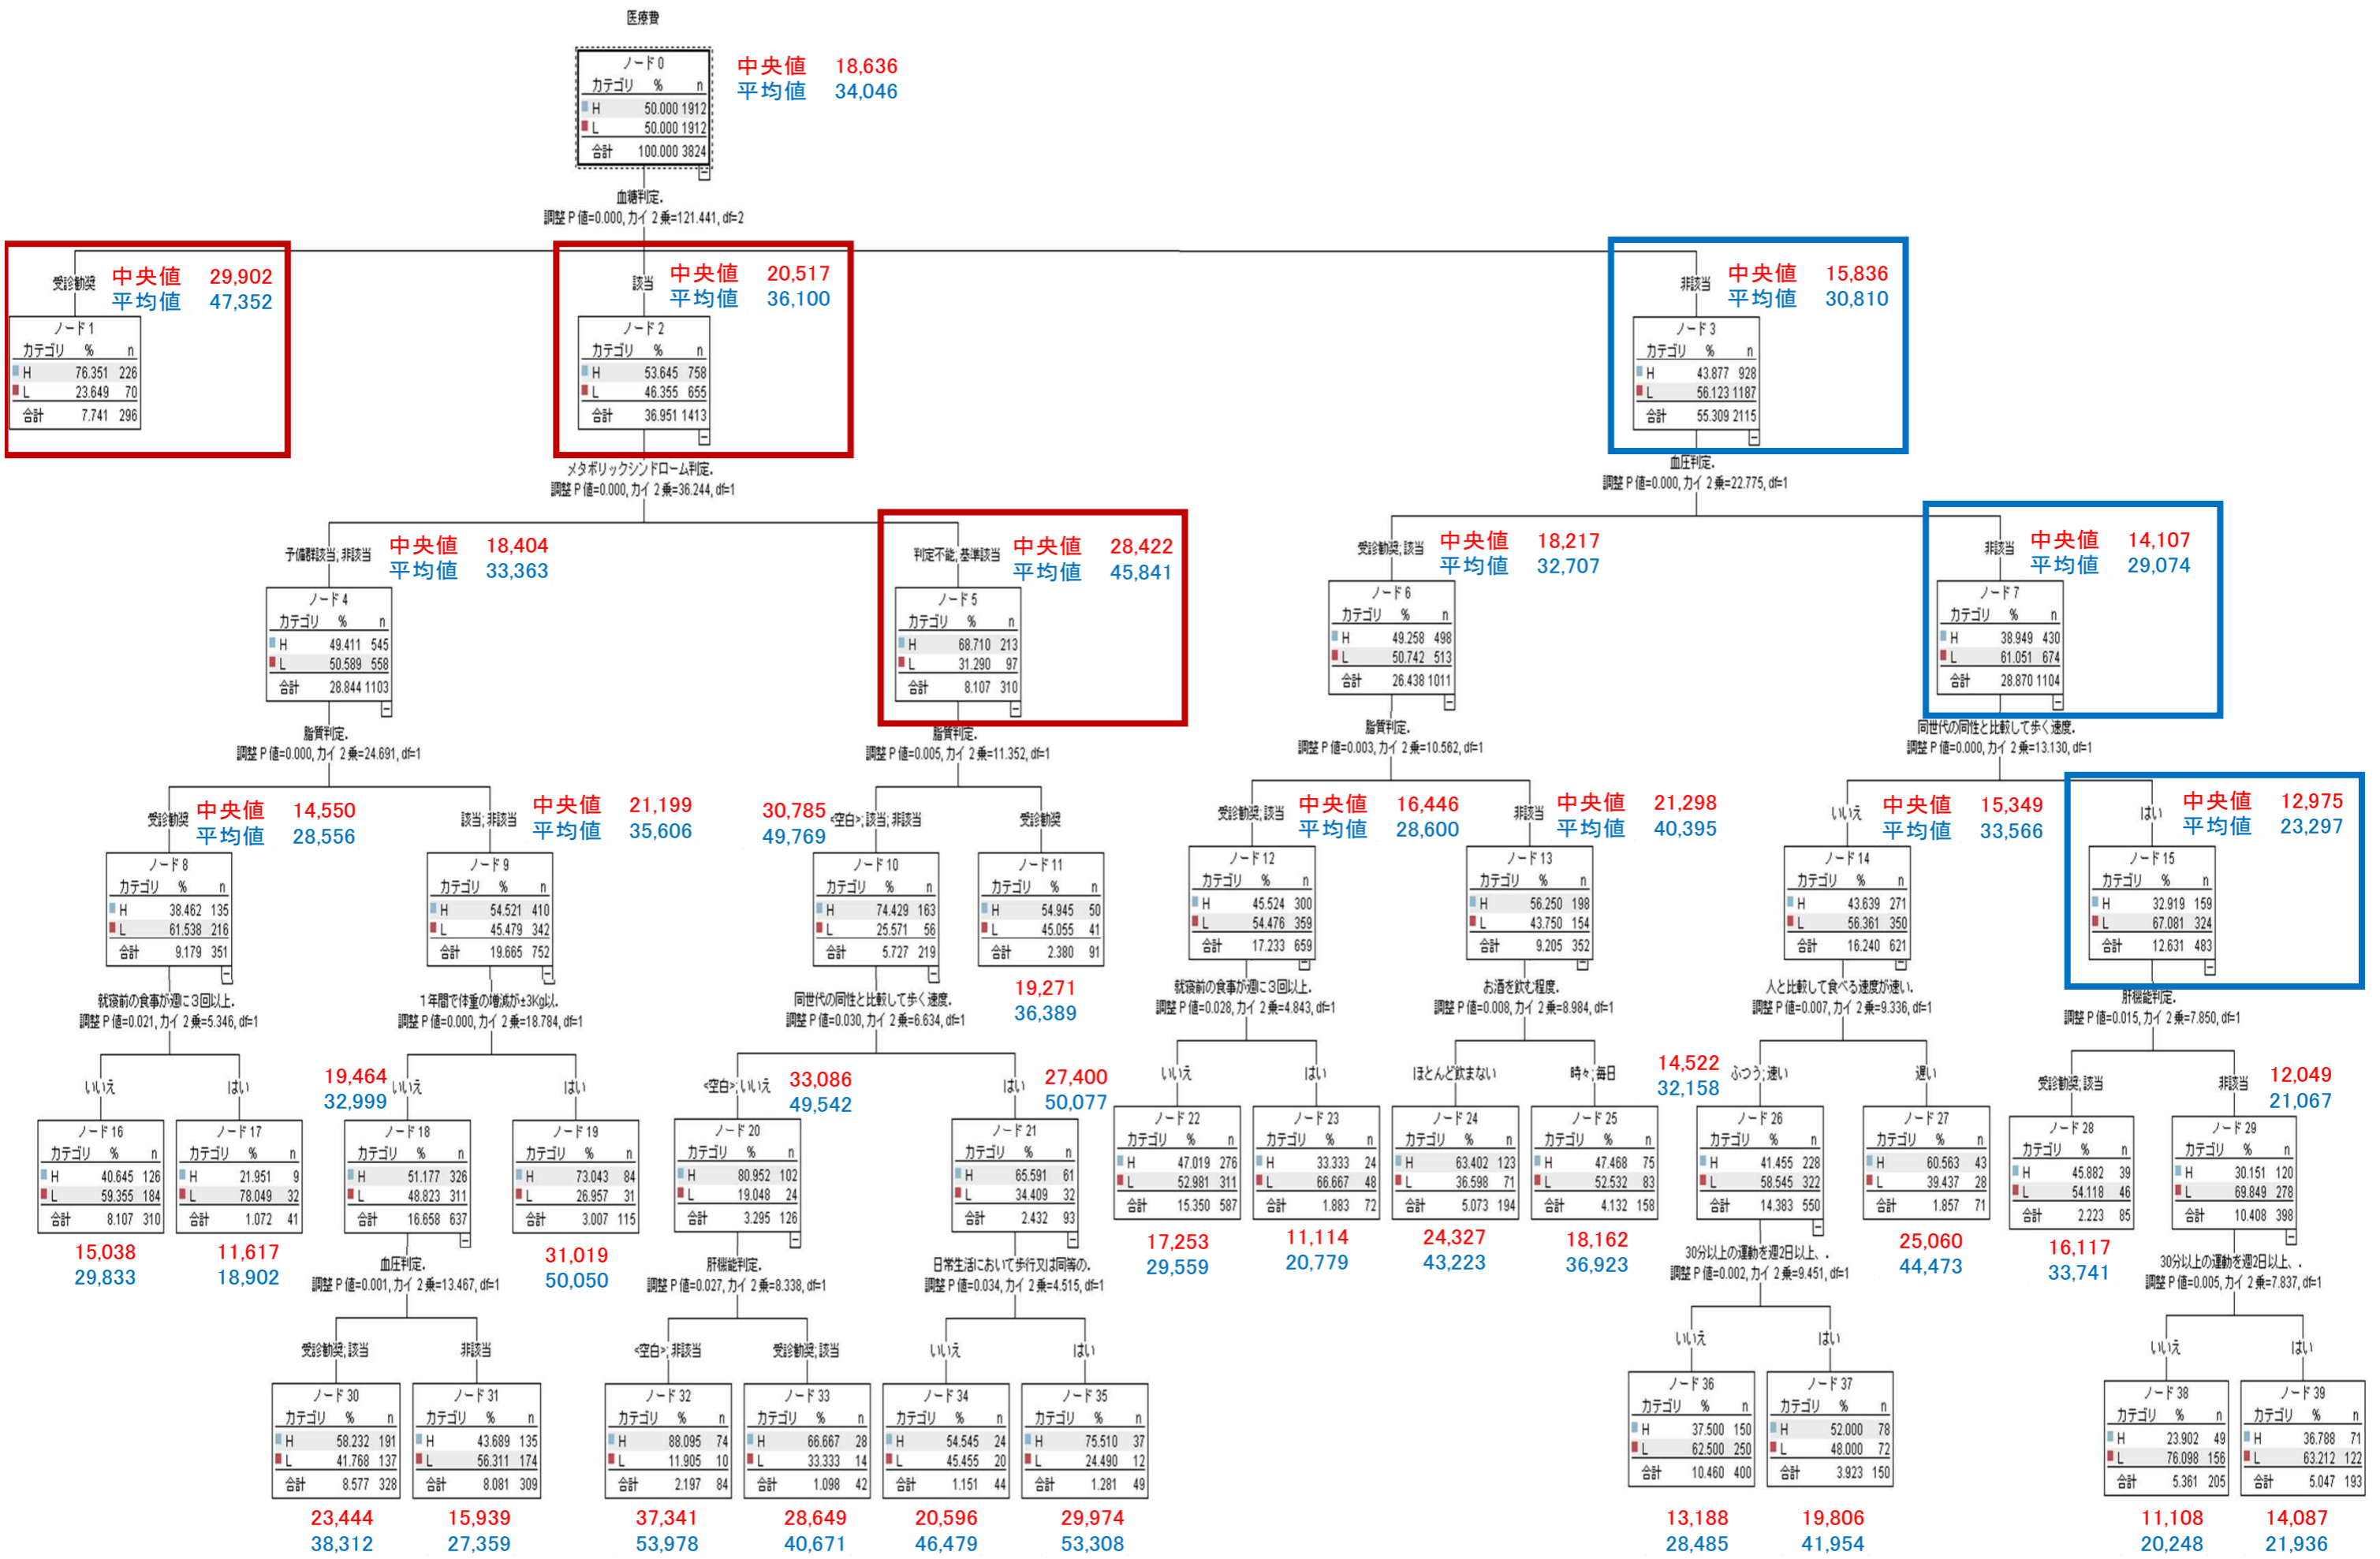 医療費
ノード 0
カテゴリ % n
H 50.000 1912
L 50.000 1912
合計 100.000 3824
中央値 18,636
平均値 34,046
血糖判定.
調整 P 値=0.000, カイ 2 乗=121.441, df=2
受診勧奨
中央値 29,902
平均値 47,352
ノード 1
カテゴリ % n
H 76.351 226
L 23.649 70
合計 7.741 296
該当
中央値 20,517
平均値 36,100
ノード 2
カテゴリ % n
H 53.645 758
L 46.355 655
合計 36.951 1413
非該当
中央値 15,836
平均値 30,810
ノード 3
カテゴリ % n
H 43.877 928
L 56.123 1187
合計 55.309 2115
メタボリックシンドローム判定.
調整 P 値=0.000, カイ 2 乗=36.244, df=1
血圧判定.
調整 P 値=0.000, カイ 2 乗=22.775, df=1
予備群該当; 非該当
中央値 18,404
平均値 33,363
ノード 4
カテゴリ % n
H 49.411 545
L 50.589 558
合計 28.844 1103
判定不能; 基準該当
中央値 28,422
平均値 45,841
ノード 5
カテゴリ % n
H 68.710 213
L 31.290 97
合計 8.107 310
受診勧奨; 該当
中央値 18,217
平均値 32,707
ノード 6
カテゴリ % n
H 49.258 498
L 50.742 513
合計 26.438 1011
非該当
中央値 14,107
平均値 29,074
ノード 7
カテゴリ % n
H 38.949 430
L 61.051 674
合計 28.870 1104
脂質判定.
調整 P 値=0.000, カイ 2 乗=24.691, df=1
脂質判定.
調整 P 値=0.005, カイ 2 乗=11.352, df=1
脂質判定.
調整 P 値=0.003, カイ 2 乗=10.562, df=1
同世代の同性と比較して歩く速度.
調整 P 値=0.000, カイ 2 乗=13.130, df=1
受診勧奨
中央値 14,550
平均値 28,556
ノード 8
カテゴリ % n
H 38.462 135
L 61.538 216
合計 9.179 351
該当; 非該当
中央値 21,199
平均値 35,606
ノード 9
カテゴリ % n
H 54.521 410
L 45.479 342
合計 19.665 752
30,785
49,769
<空白>; 該当; 非該当
ノード 10
カテゴリ % n
H 74.429 163
L 25.571 56
合計 5.727 219
受診勧奨
ノード 11
カテゴリ % n
H 54.945 50
L 45.055 41
合計 2.380 91
19,271
36,389
受診勧奨; 該当
中央値 16,446
平均値 28,600
ノード 12
カテゴリ % n
H 45.524 300
L 54.476 359
合計 17.233 659
非該当
中央値 21,298
平均値 40,395
ノード 13
カテゴリ % n
H 56.250 198
L 43.750 154
合計 9.205 352
いいえ
中央値 15,349
平均値 33,566
ノード 14
カテゴリ % n
H 43.639 271
L 56.361 350
合計 16.240 621
はい
中央値 12,975
平均値 23,297
ノード 15
カテゴリ % n
H 32.919 159
L 67.081 324
合計 12.631 483
就寝前の食事が週に3回以上.
調整 P 値=0.021, カイ 2 乗=5.346, df=1
1年間で体重の増減が±3Kg以.
調整 P 値=0.000, カイ 2 乗=18.784, df=1
同世代の同性と比較して歩く速度.
調整 P 値=0.030, カイ 2 乗=6.634, df=1
就寝前の食事が週に3回以上.
調整 P 値=0.028, カイ 2 乗=4.843, df=1
お酒を飲む程度.
調整 P 値=0.008, カイ 2 乗=8.984, df=1
人と比較して食べる速度が速い.
調整 P 値=0.007, カイ 2 乗=9.336, df=1
肝機能判定.
調整 P 値=0.015, カイ 2 乗=7.850, df=1
いいえ
ノード 16
カテゴリ % n
H 40.645 126
L 59.355 184
合計 8.107 310
15,038
29,833
はい
ノード 17
カテゴリ % n
H 21.951 9
L 78.049 32
合計 1.072 41
11,617
18,902
19,464
32,999
いいえ
ノード 18
カテゴリ % n
H 51.177 326
L 48.823 311
合計 16.658 637
はい
ノード 19
カテゴリ % n
H 73.043 84
L 26.957 31
合計 3.007 115
31,019
50,050
<空白>; いいえ
33,086
49,542
ノード 20
カテゴリ % n
H 80.952 102
L 19.048 24
合計 3.295 126
はい
27,400
50,077
ノード 21
カテゴリ % n
H 65.591 61
L 34.409 32
合計 2.432 93
いいえ
ノード 22
カテゴリ % n
H 47.019 276
L 52.981 311
合計 15.350 587
17,253
29,559
はい
ノード 23
カテゴリ % n
H 33.333 24
L 66.667 48
合計 1.883 72
11,114
20,779
ほとんど飲まない
ノード 24
カテゴリ % n
H 63.402 123
L 36.598 71
合計 5.073 194
24,327
43,223
時々; 毎日
ノード 25
カテゴリ % n
H 47.468 75
L 52.532 83
合計 4.132 158
18,162
36,923
14,522
32,158
ふつう; 速い
ノード 26
カテゴリ % n
H 41.455 228
L 58.545 322
合計 14.383 550
遅い
ノード 27
カテゴリ % n
H 60.563 43
L 39.437 28
合計 1.857 71
25,060
44,473
受診勧奨; 該当
ノード 28
カテゴリ % n
H 45.882 39
L 54.118 46
合計 2.223 85
16,117
33,741
非該当
12,049
21,067
ノード 29
カテゴリ % n
H 30.151 120
L 69.849 278
合計 10.408 398
血圧判定.
調整 P 値=0.001, カイ 2 乗=13.467, df=1
肝機能判定.
調整 P 値=0.027, カイ 2 乗=8.338, df=1
日常生活において歩行又は同等の.
調整 P 値=0.034, カイ 2 乗=4.515, df=1
30分以上の運動を週2日以上、.
調整 P 値=0.002, カイ 2 乗=9.451, df=1
30分以上の運動を週2日以上、.
調整 P 値=0.005, カイ 2 乗=7.837, df=1
受診勧奨; 該当
ノード 30
カテゴリ % n
H 58.232 191
L 41.768 137
合計 8.577 328
23,444
38,312
非該当
ノード 31
カテゴリ % n
H 43.689 135
L 56.311 174
合計 8.081 309
15,939
27,359
<空白>; 非該当
ノード 32
カテゴリ % n
H 88.095 74
L 11.905 10
合計 2.197 84
37,341
53,978
受診勧奨; 該当
ノード 33
カテゴリ % n
H 66.667 28
L 33.333 14
合計 1.098 42
28,649
40,671
いいえ
ノード 34
カテゴリ % n
H 54.545 24
L 45.455 20
合計 1.151 44
20,596
46,479
はい
ノード 35
カテゴリ % n
H 75.510 37
L 24.490 12
合計 1.281 49
29,974
53,308
いいえ
ノード 36
カテゴリ % n
H 37.500 150
L 62.500 250
合計 10.460 400
13,188
28,485
はい
ノード 37
カテゴリ % n
H 52.000 78
L 48.000 72
合計 3.923 150
19,806
41,954
いいえ
ノード 38
カテゴリ % n
H 23.902 49
L 76.098 156
合計 5.361 205
11,108
20,248
はい
ノード 39
カテゴリ % n
H 36.788 71
L 63.212 122
合計 5.047 193
14,087
21,936